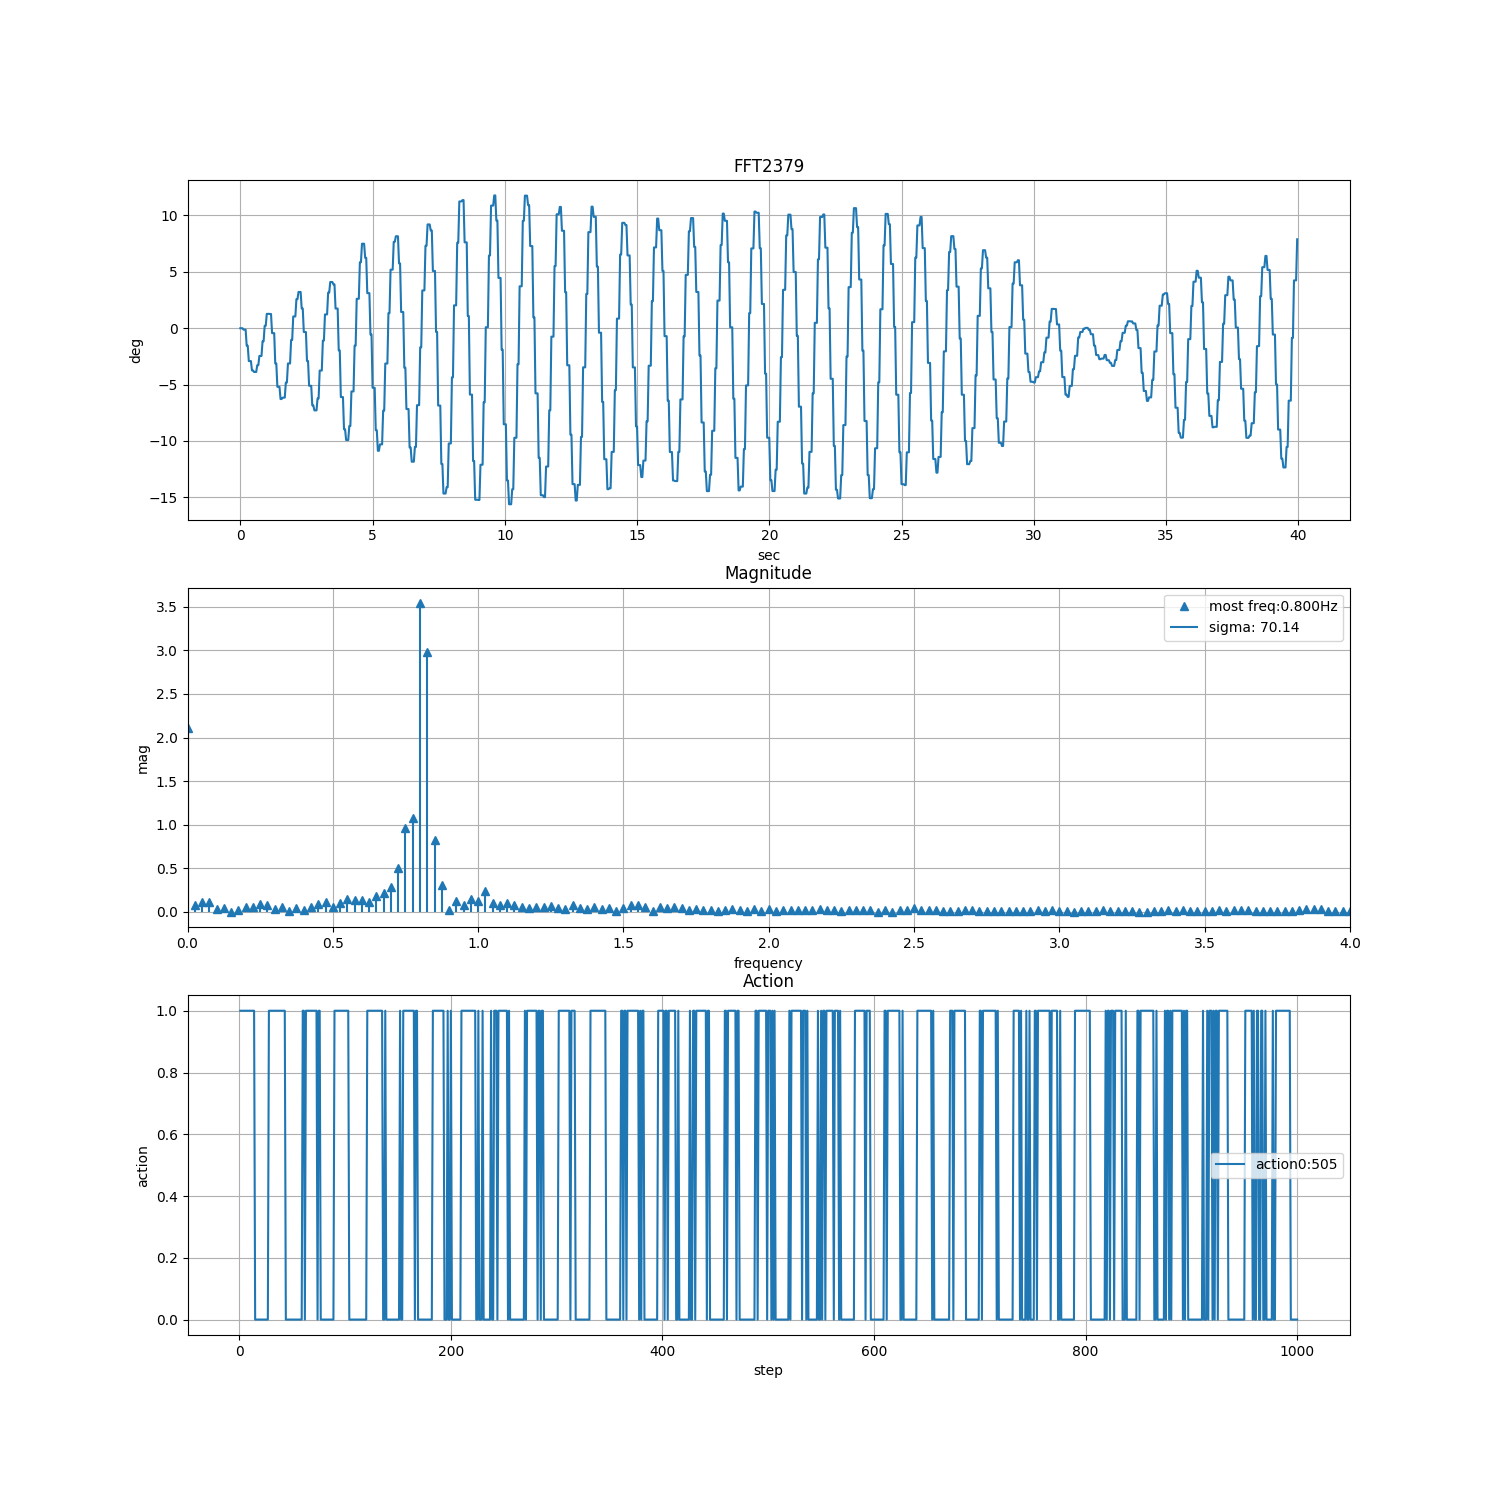 FFT2379
10
5
0
−5
−10
−15
deg
0 5 10 15 20 25 30 35 40
sec
Magnitude
3.5
3.0
2.5
2.0
1.5
1.0
0.5
0.0
mag
most freq:0.800Hz
sigma: 70.14
0.0 0.5 1.0 1.5 2.0 2.5 3.0 3.5 4.0
frequency
Action
1.0
0.8
0.6
0.4
0.2
0.0
action
action0:505
0 200 400 600 800 1000
step